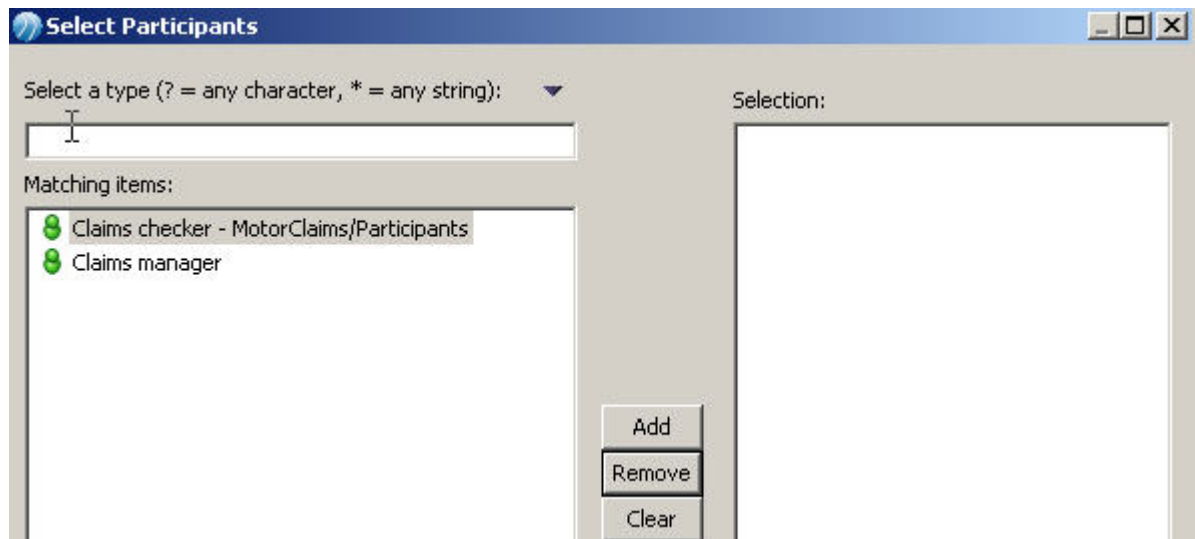 Select Participants
Select a type (? = any character, * = any string):
Selection:
Matching items:
Claims checker - MotorClaims/Participants
Claims manager
Add
Remove
Clear